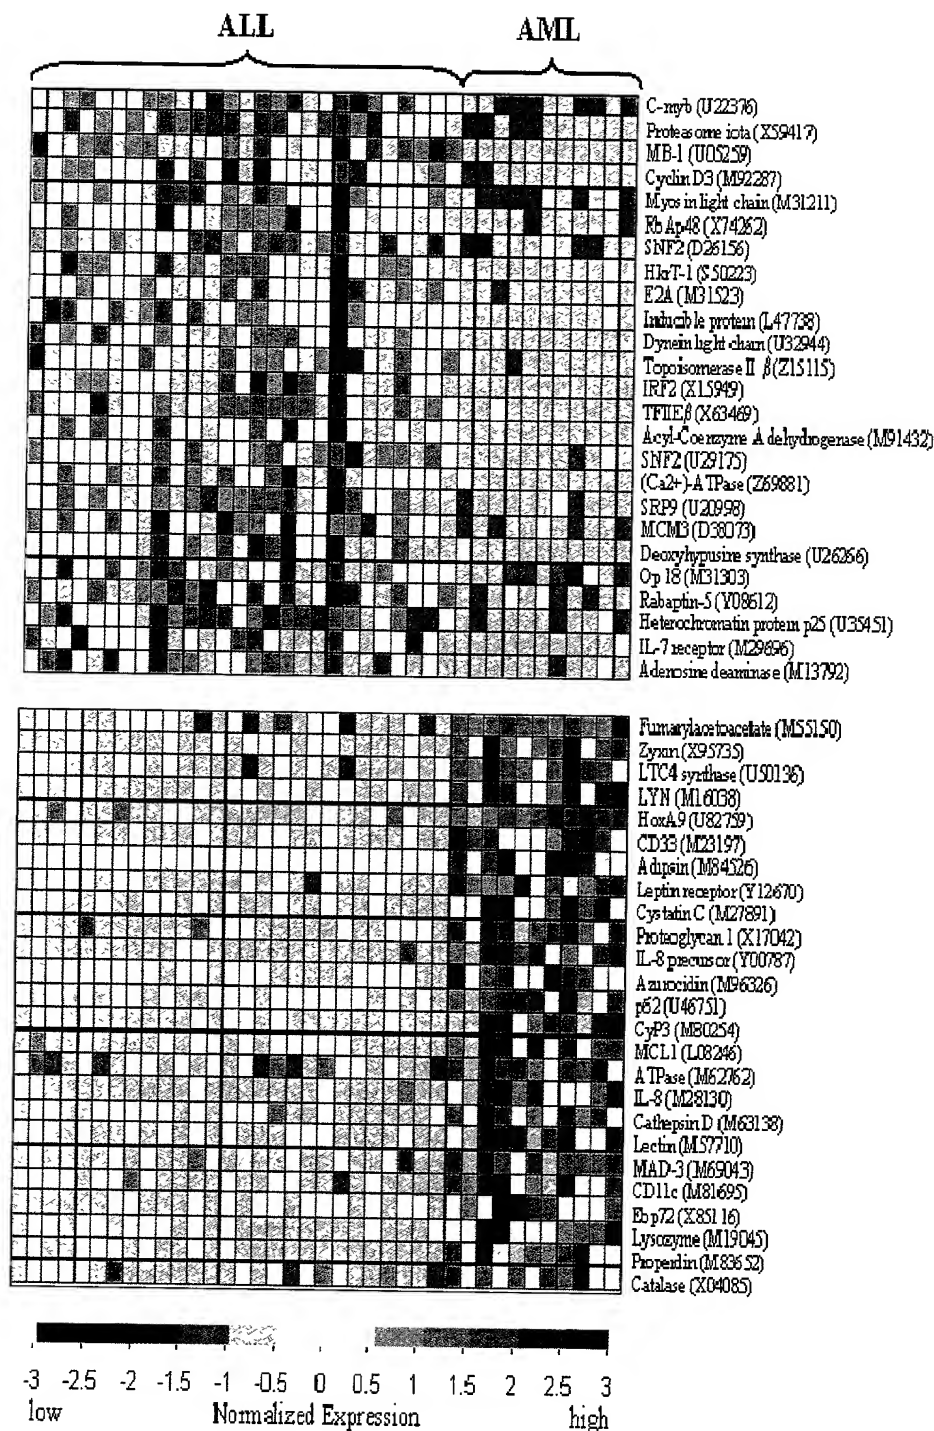 ALL
AML
C-myb (U22376)
Proteasome iota (X59417)
MB-1 (U05259)
Cyclin D3 (M92287)
Myosin light chain (M31211)
Rb Ap48 (X74262)
SNF2 (D26156)
HkrT-1 (S50223)
E2A (M31523)
Inducible protein (L47738)
Dynein light chain (U32944)
Topoisomerase II β (Z15115)
IRF2 (X15949)
TFIIEβ (X63469)
Acyl-Coenzyme A dehydrogenase (M91432)
SNF2 (U29175)
(Ca2+)-ATPase (Z69881)
SRP9 (U20998)
MCM3 (D38073)
Deoxyhypusine synthase (U26266)
Op 18 (M31303)
Rabaptin-5 (Y08612)
Heterochromatin protein p25 (U35451)
IL-7 receptor (M29696)
Adenosine deaminase (M13792)
Fumarylacetoacetate (M55150)
Zyxin (X95735)
LTC4 synthase (U50136)
LYN (M16038)
HoxA9 (U82759)
CD33 (M23197)
Adipsin (M84526)
Leptin receptor (Y12670)
Cystatin C (M27891)
Proteoglycan 1 (X17042)
IL-8 precursor (Y00787)
Azurocidin (M96326)
p62 (U46751)
CyP3 (M80254)
MCL1 (L08246)
ATPase (M62762)
IL-8 (M28130)
Cathepsin D (M63138)
Lectin (M57710)
MAD-3 (M69043)
CD11c (M81695)
Ebp72 (X85116)
Lysozyme (M19045)
Properdin (M83652)
Catalase (X04085)
-3 -2.5 -2 -1.5 -1 -0.5 0 0.5 1 1.5 2 2.5 3
low Normalized Expression high